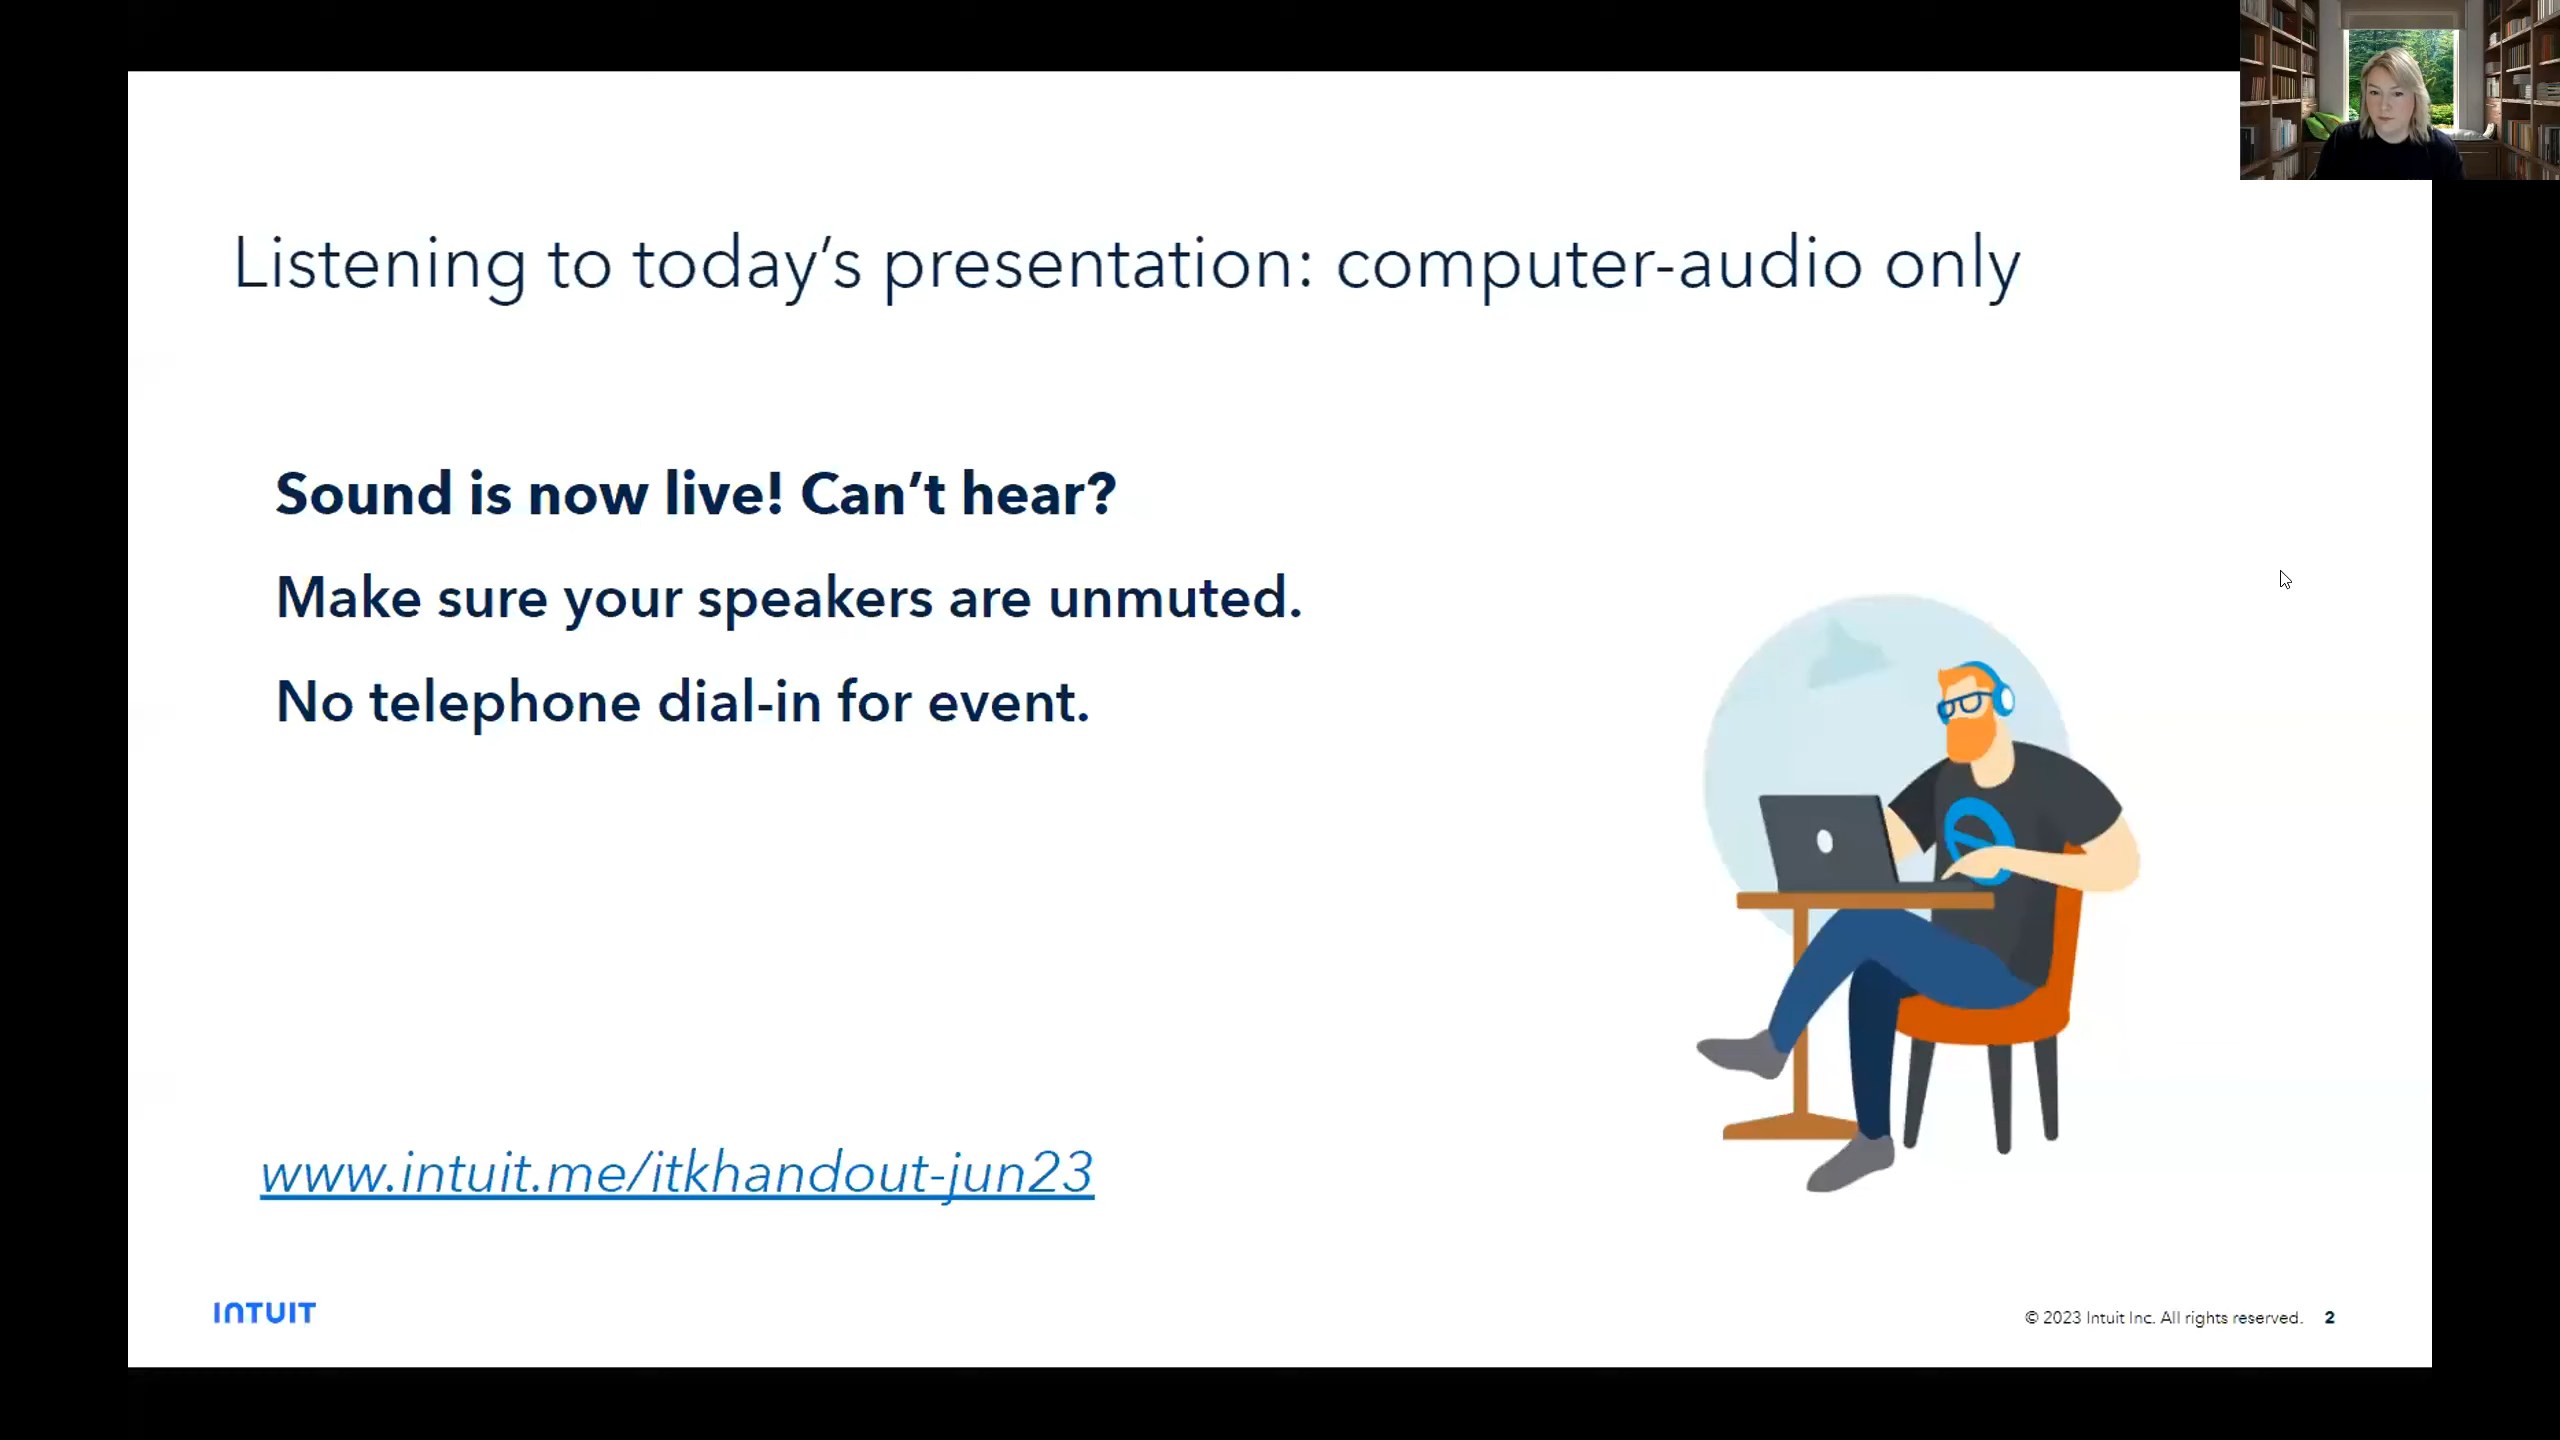 Listening to today’s presentation: computer-audio only
Sound is now live! Can’t hear?
Make sure your speakers are unmuted.
No telephone dial-in for event.
www.intuit.me/itkhandout-jun23
INTUIT
© 2023 Intuit Inc. All rights reserved. 2